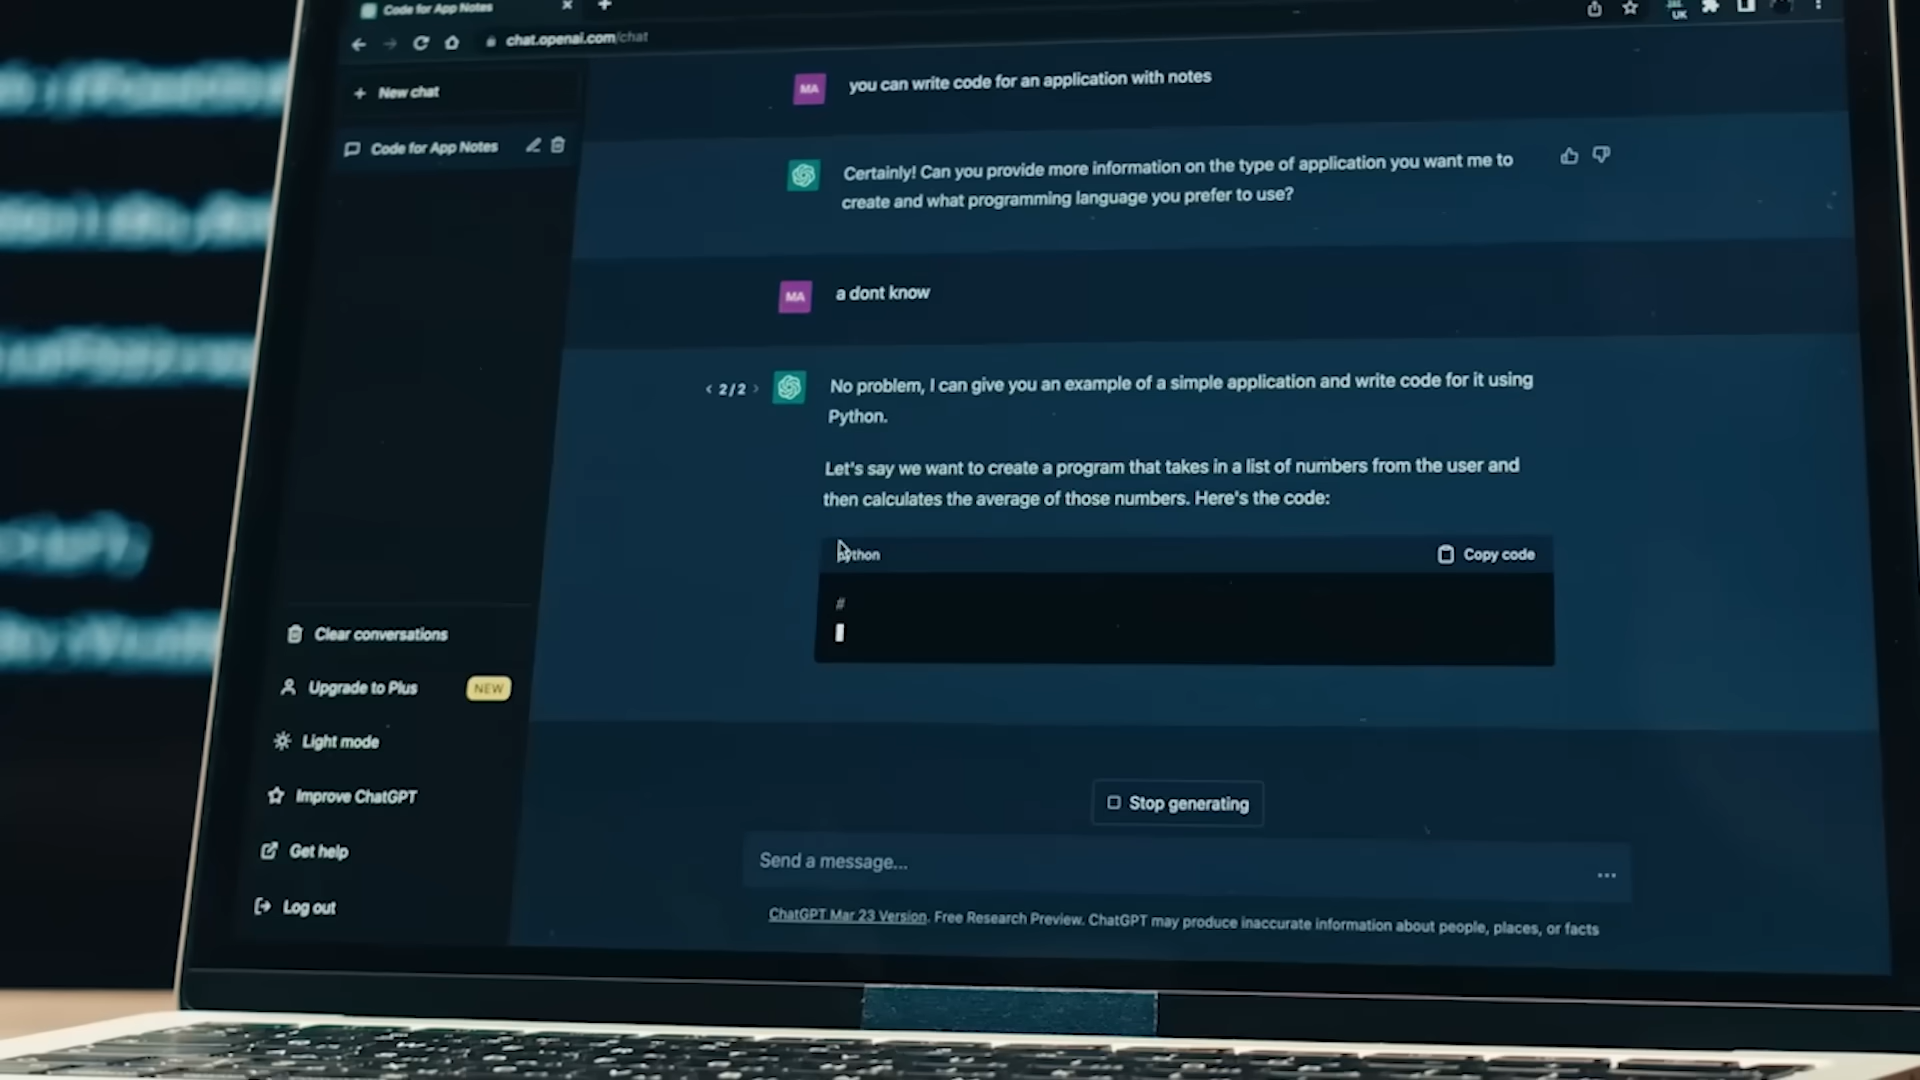 Code for App Notes
chat.openai.com/chat
UK
+ New chat
Code for App Notes
MA
you can write code for an application with notes
Certainly! Can you provide more information on the type of application you want me to
create and what programming language you prefer to use?
MA
a dont know
< 2/2 >
No problem, I can give you an example of a simple application and write code for it using
Python.
Let's say we want to create a program that takes in a list of numbers from the user and
then calculates the average of those numbers. Here's the code:
python
Copy code
#
Clear conversations
Upgrade to Plus
NEW
Light mode
Improve ChatGPT
Get help
Log out
Stop generating
Send a message...
ChatGPT Mar 23 Version. Free Research Preview. ChatGPT may produce inaccurate information about people, places, or facts